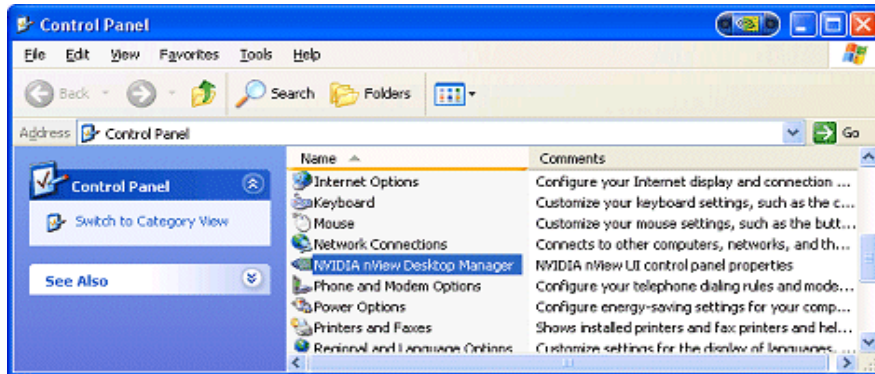 Control Panel
File Edit View Favorites Tools Help
Back Search Folders
Address Control Panel Go
Name Comments
Control Panel
Switch to Category View
See Also
Internet Options Configure your Internet display and connection ...
Keyboard Customize your keyboard settings, such as the c...
Mouse Customize your mouse settings, such as the butt...
Network Connections Connects to other computers, networks, and th...
NVIDIA nView Desktop Manager NVIDIA nView UI control panel properties
Phone and Modem Options Configure your telephone dialing rules and mode...
Power Options Configure energy-saving settings for your comp...
Printers and Faxes Shows installed printers and fax printers and hel...
Regional and Language Options Customize settings for the display of languages, ...